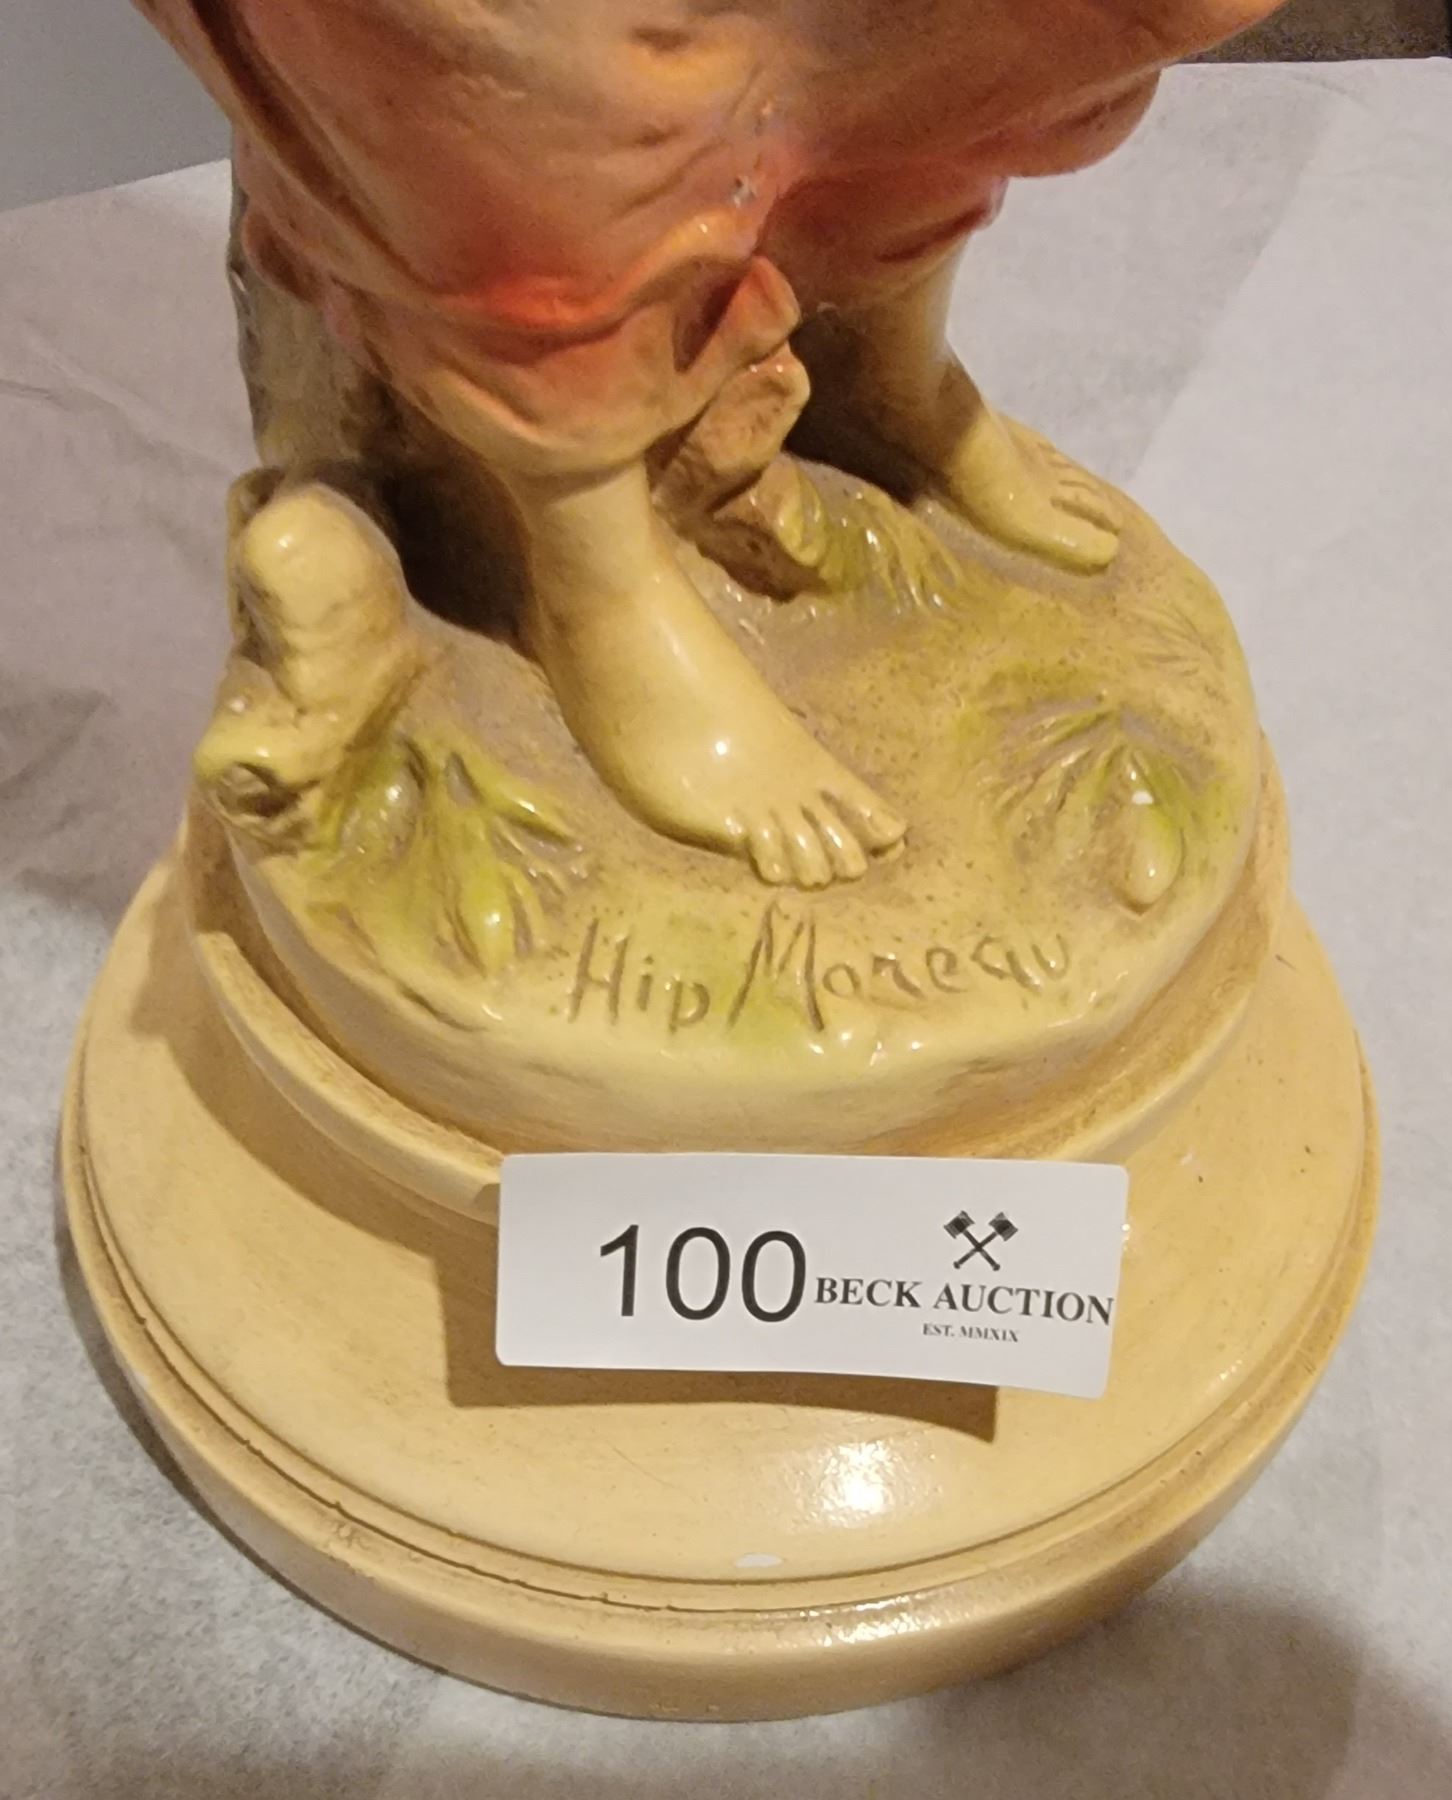 Hip Moreau
100
BECK AUCTION
EST. MMXIX